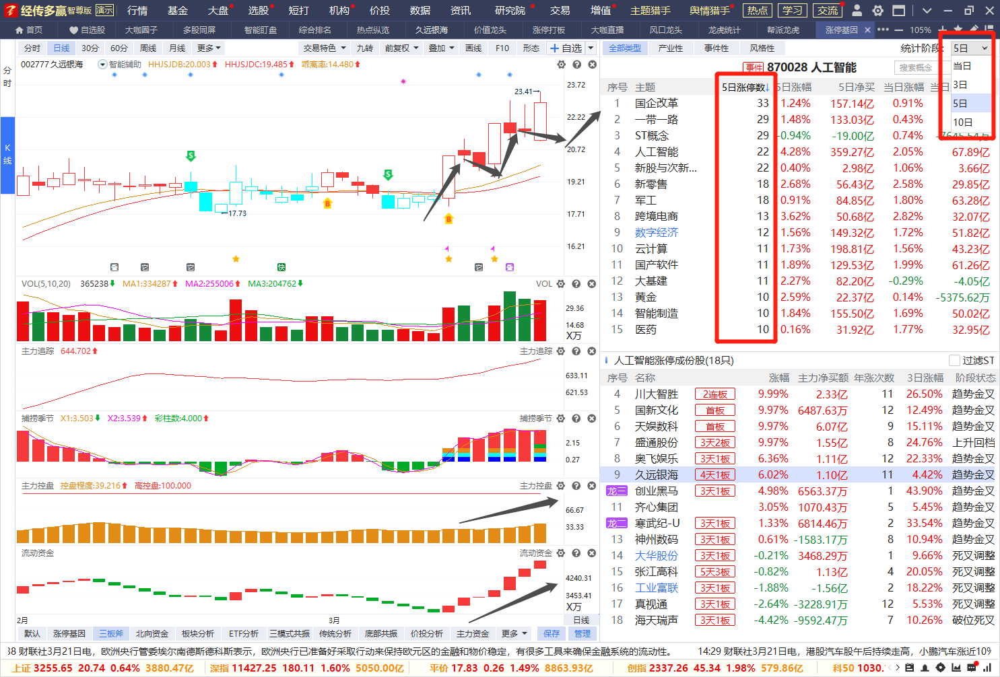 经传多赢 智尊版 演示 行情 基金 大盘 选股 短打 机构 价投 数据 资讯 研究院 交易 增值 主题猎手 舆情猎手 热点 学习 交流
首页 自选股 大咖圈子 多股同屏 智能盯盘 综合排名 热点纵览 久远银海 价值龙头 涨停打板 大咖直播 风口龙头 龙虎统计 帮派龙虎 涨停基因 105%
分时 日线 30分 60分 周线 月线 更多 交易特色 九转 前复权 叠加 画线 F10 形态 自选
全部类型 产业性 事件性 风格性 统计阶段: 5日
当日
3日
5日
10日
分时
K线
002777 久远银海 智能辅助 HHJSJDB:20.003 HHJSJDC:19.485 乖离率:14.480
23.72
23.41
22.22
20.72
19.21
17.73
17.71
16.21
S
S
B
B
VOL(5,10,20) 365238 MA1:334287 MA2:255006 MA3:204762 VOL
29.36
14.68
X万
主力追踪 644.702 主力追踪
633.11
621.53
捕捞季节 X1:3.503 X2:3.539 彩柱数:4.000 捕捞季节
2.15
0.27
主力控盘 控盘程度:39.216 高控盘:100.000 主力控盘
66.67
33.33
流动资金 流动资金
4240.31
3453.41
X万
2月 3月 日线
默认 涨停基因 三板斧 北向资金 板块分析 ETF分析 三模式共振 传统分析 底部共振 价投分析 主力资金 更多 保存 管理
事件 870028 人工智能 搜索概念
序号 主题 5日涨停数↓ 5日涨幅 5日净买 当日涨幅 当日
1 国企改革 33 1.24% 157.14亿 0.91%
2 一带一路 29 1.48% 133.03亿 0.43%
3 ST概念 29 -0.94% -19.00亿 0.74% -7645.54万
4 人工智能 22 4.28% 359.27亿 2.05% 67.89亿
5 新股与次新... 22 0.40% 2.98亿 1.06% 3.66亿
6 新零售 18 2.68% 56.43亿 2.58% 29.85亿
7 军工 18 0.91% 84.85亿 1.80% 63.28亿
8 跨境电商 13 3.62% 50.68亿 2.82% 32.07亿
9 数字经济 12 1.56% 149.32亿 1.72% 51.82亿
10 云计算 11 1.73% 198.81亿 1.56% 43.23亿
11 国产软件 11 1.89% 129.53亿 1.99% 61.26亿
12 大基建 11 2.27% 82.20亿 -0.29% -4.05亿
13 黄金 10 2.59% 22.37亿 0.14% -5375.62万
14 智能制造 10 1.84% 155.50亿 1.69% 50.02亿
15 医药 10 0.16% 31.92亿 1.77% 32.95亿
人工智能涨停成份股(18只) 过滤ST
序号 名称 涨幅 主力净买额 年涨次数 3日涨幅 阶段状态
4 川大智胜 2连板 9.99% 2.33亿 11 26.50% 趋势金叉
5 国新文化 首板 9.97% 6487.63万 12 12.49% 趋势金叉
6 天娱数科 首板 9.97% 6.07亿 9 15.11% 趋势金叉
7 盛通股份 3天2板 9.97% 1.55亿 8 24.76% 上升回档
8 奥飞娱乐 3天1板 6.36% 1.11亿 12 22.33% 趋势金叉
9 久远银海 4天1板 6.02% 1.10亿 11 4.42% 趋势金叉
龙三 创业黑马 3天1板 4.98% 6563.37万 1 43.90% 趋势金叉
11 齐心集团 3.05% 1070.43万 5 5.45% 趋势金叉
龙二 寒武纪-U 3天1板 1.33% 6814.46万 2 33.54% 趋势金叉
13 神州数码 3天1板 0.61% -1583.17万 8 10.94% 趋势金叉
14 大华股份 3天1板 -0.21% 3468.29万 1 9.66% 死叉调整
15 张江高科 5天3板 -0.82% 1.13亿 4 20.05% 死叉调整
16 工业富联 3天1板 -1.88% -1.56亿 2 18.22% 死叉调整
17 真视通 3天1板 -2.64% -3228.91万 12 5.53% 死叉调整
18 海天瑞声 3天1板 -4.42% -9592.47万 7 10.26% 破位死叉
38 财联社3月21日电，欧洲央行管委埃尔南德斯德科斯表示，欧洲央行已准备好采取行动来保持欧元区的金融和物价稳定，有很多工具来确保金融系统的流动性。 14:29 财联社3月21日电，港股汽车股午后持续走高，小鹏汽车涨近10%
上证 3255.65 20.74 0.64% 3880.47亿 深指 11427.25 180.11 1.60% 5050.00亿 平价 17.83 0.26 1.49% 8863.93亿 创指 2337.26 45.34 1.98% 579.86亿 科50 1030.